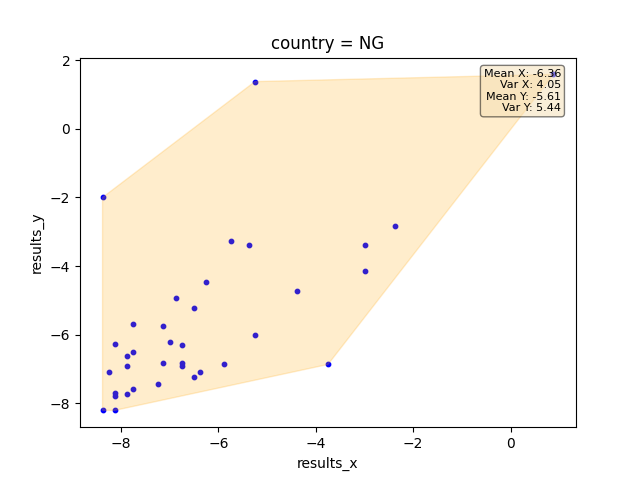 country = NG
2
0
−2
−4
−6
−8
results_y
Mean X: -6.36
Var X: 4.05
Mean Y: -5.61
Var Y: 5.44
−8 −6 −4 −2 0
results_x